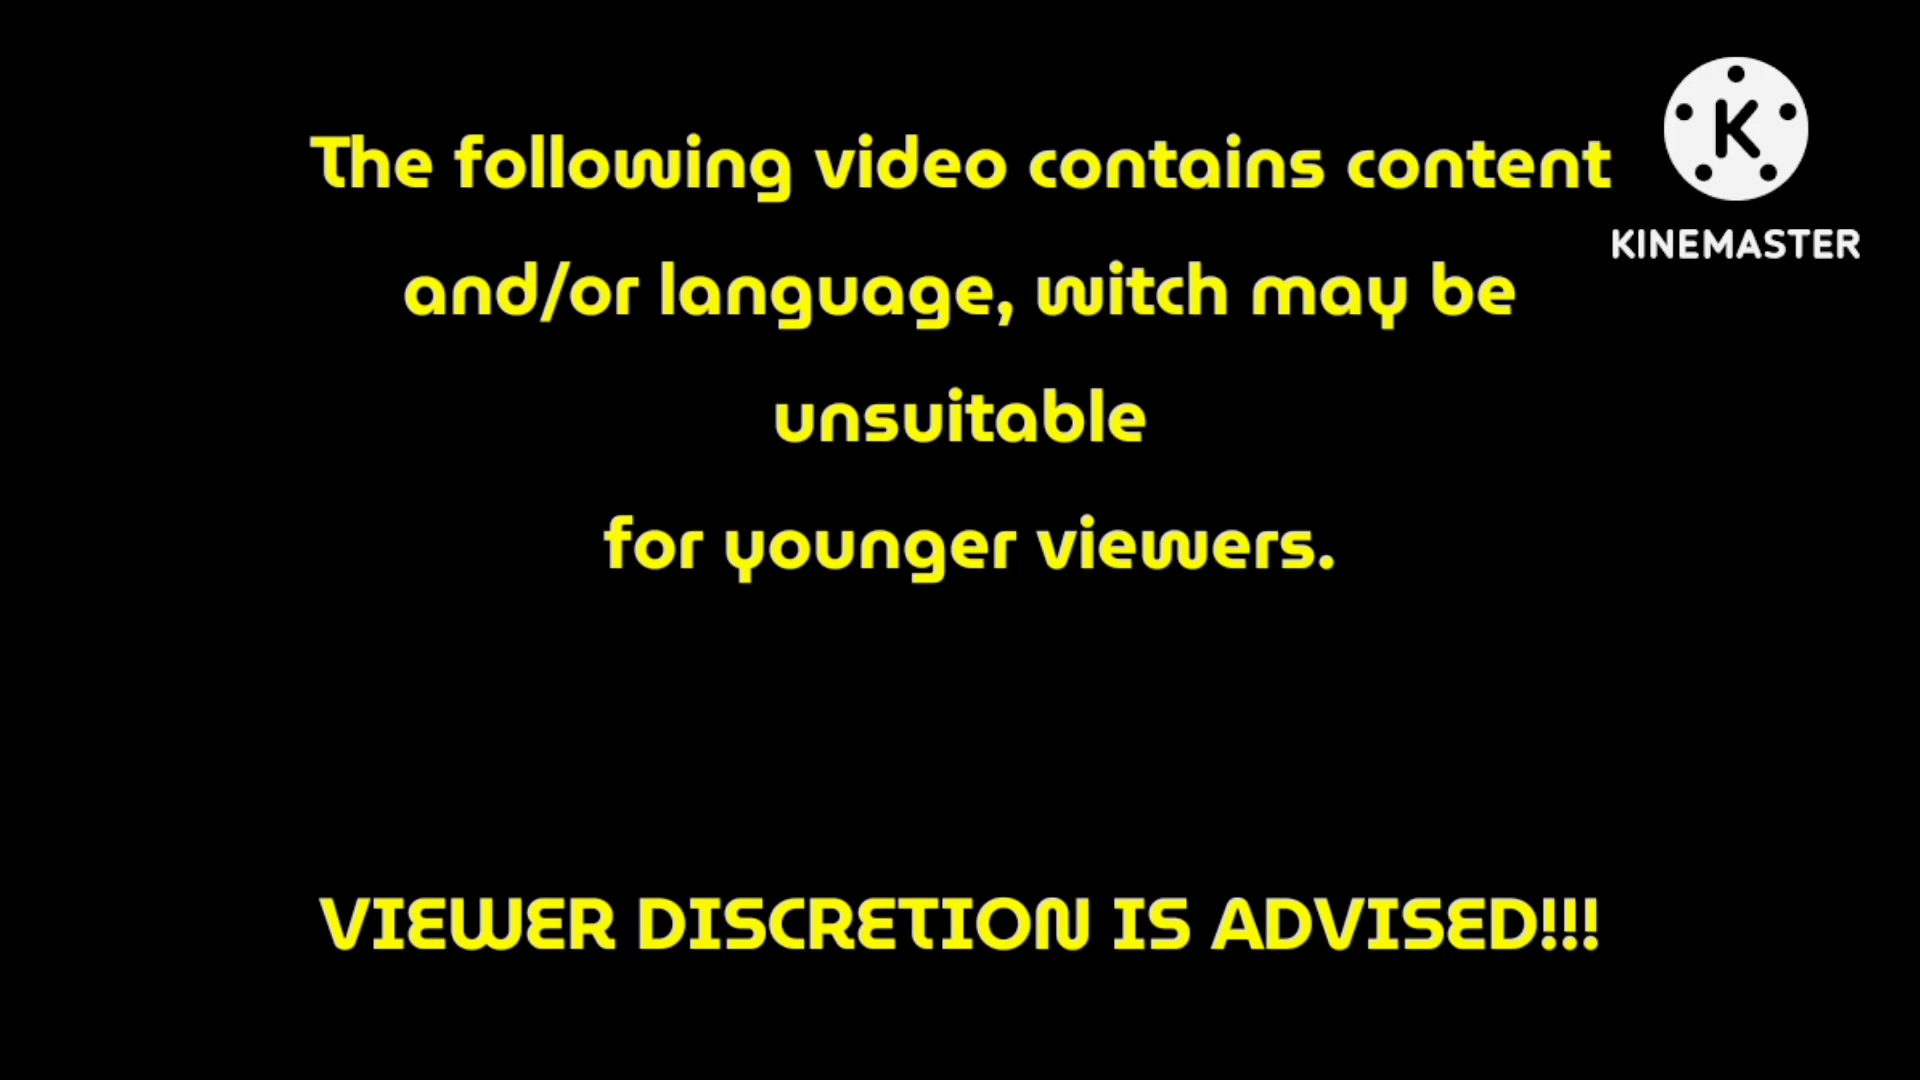 The following video contains content
and/or language, witch may be
unsuitable
for younger viewers.
VIEWER DISCRETION IS ADVISED!!!
K
KINEMASTER